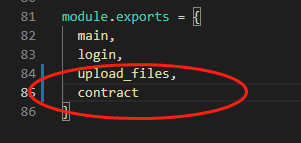 81 module.exports = {
82 main,
83 login,
84 upload_files,
85 contract
86 }